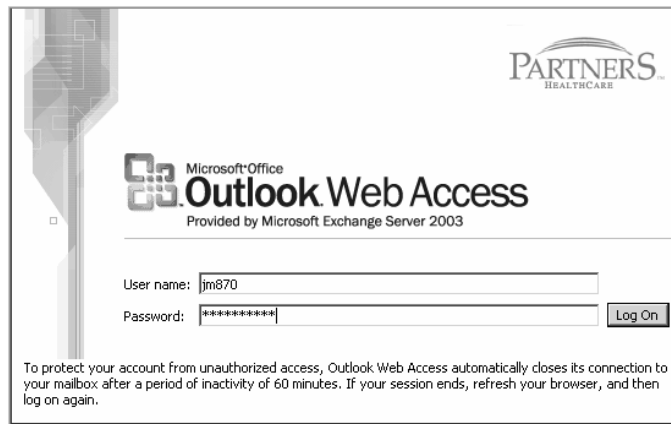 PARTNERS
HEALTHCARE
Microsoft Office
Outlook Web Access
Provided by Microsoft Exchange Server 2003
User name: jm870
Password: ********** Log On
To protect your account from unauthorized access, Outlook Web Access automatically closes its connection to
your mailbox after a period of inactivity of 60 minutes. If your session ends, refresh your browser, and then
log on again.